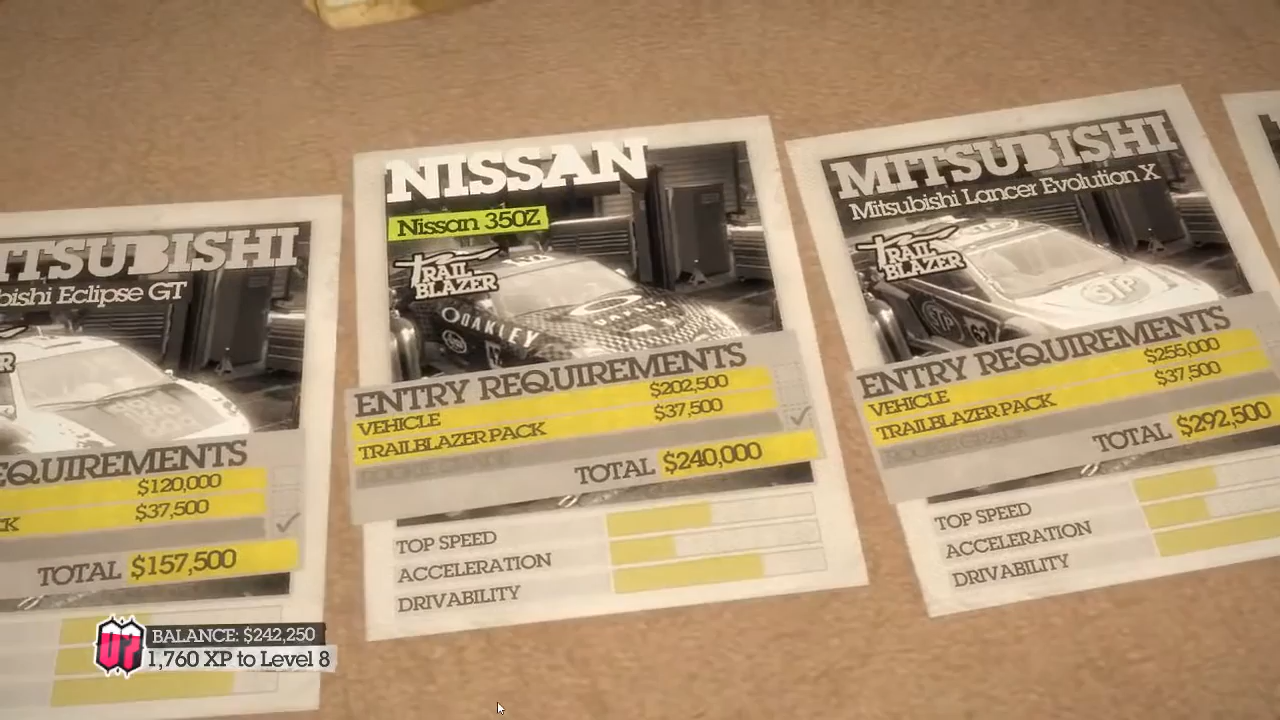 ITSUBISHI
bishi Eclipse GT
EQUIREMENTS
$120,000
CK $37,500
TOTAL $157,500
NISSAN
Nissan 350Z
TRAIL
BLAZER
OAKLEY
ENTRY REQUIREMENTS
VEHICLE $202,500
TRAILBLAZER PACK $37,500
TOTAL $240,000
TOP SPEED
ACCELERATION
DRIVABILITY
MITSUBISHI
Mitsubishi Lancer Evolution X
TRAIL
BLAZER
STP
STP
ENTRY REQUIREMENTS
VEHICLE $255,000
TRAILBLAZER PACK $37,500
TOTAL $292,500
TOP SPEED
ACCELERATION
DRIVABILITY
07
BALANCE: $242,250
1,760 XP to Level 8